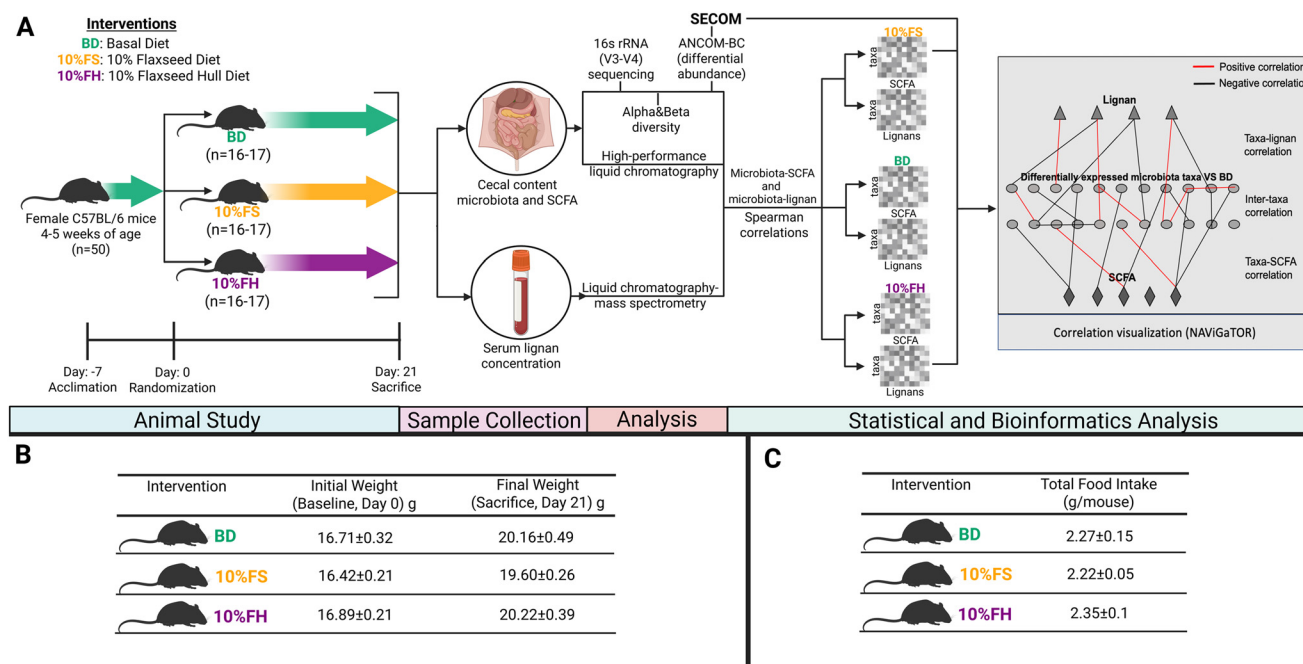 A
Interventions
BD: Basal Diet
10%FS: 10% Flaxseed Diet
10%FH: 10% Flaxseed Hull Diet
Female C57BL/6 mice
4-5 weeks of age
(n=50)
BD
(n=16-17)
10%FS
(n=16-17)
10%FH
(n=16-17)
Day: -7
Acclimation
Day: 0
Randomization
Day: 21
Sacrifice
Cecal content
microbiota and SCFA
Serum lignan
concentration
16s rRNA
(V3-V4)
sequencing
SECOM
ANCOM-BC
(differential
abundance)
Alpha&Beta
diversity
High-performance
liquid chromatography
Liquid chromatography-
mass spectrometry
Microbiota-SCFA
and
microbiota-lignan
Spearman
correlations
10%FS
taxa
SCFA
taxa
Lignans
BD
taxa
SCFA
taxa
Lignans
10%FH
taxa
SCFA
taxa
Lignans
Positive correlation
Negative correlation
Lignan
Taxa-lignan
correlation
Differentially expressed microbiota taxa VS BD
Inter-taxa
correlation
Taxa-SCFA
correlation
SCFA
Correlation visualization (NAViGaTOR)
Animal Study
Sample Collection
Analysis
Statistical and Bioinformatics Analysis
B
Intervention Initial Weight Final Weight
(Baseline, Day 0) g (Sacrifice, Day 21) g
BD 16.71±0.32 20.16±0.49
10%FS 16.42±0.21 19.60±0.26
10%FH 16.89±0.21 20.22±0.39
C
Intervention Total Food Intake
(g/mouse)
BD 2.27±0.15
10%FS 2.22±0.05
10%FH 2.35±0.1